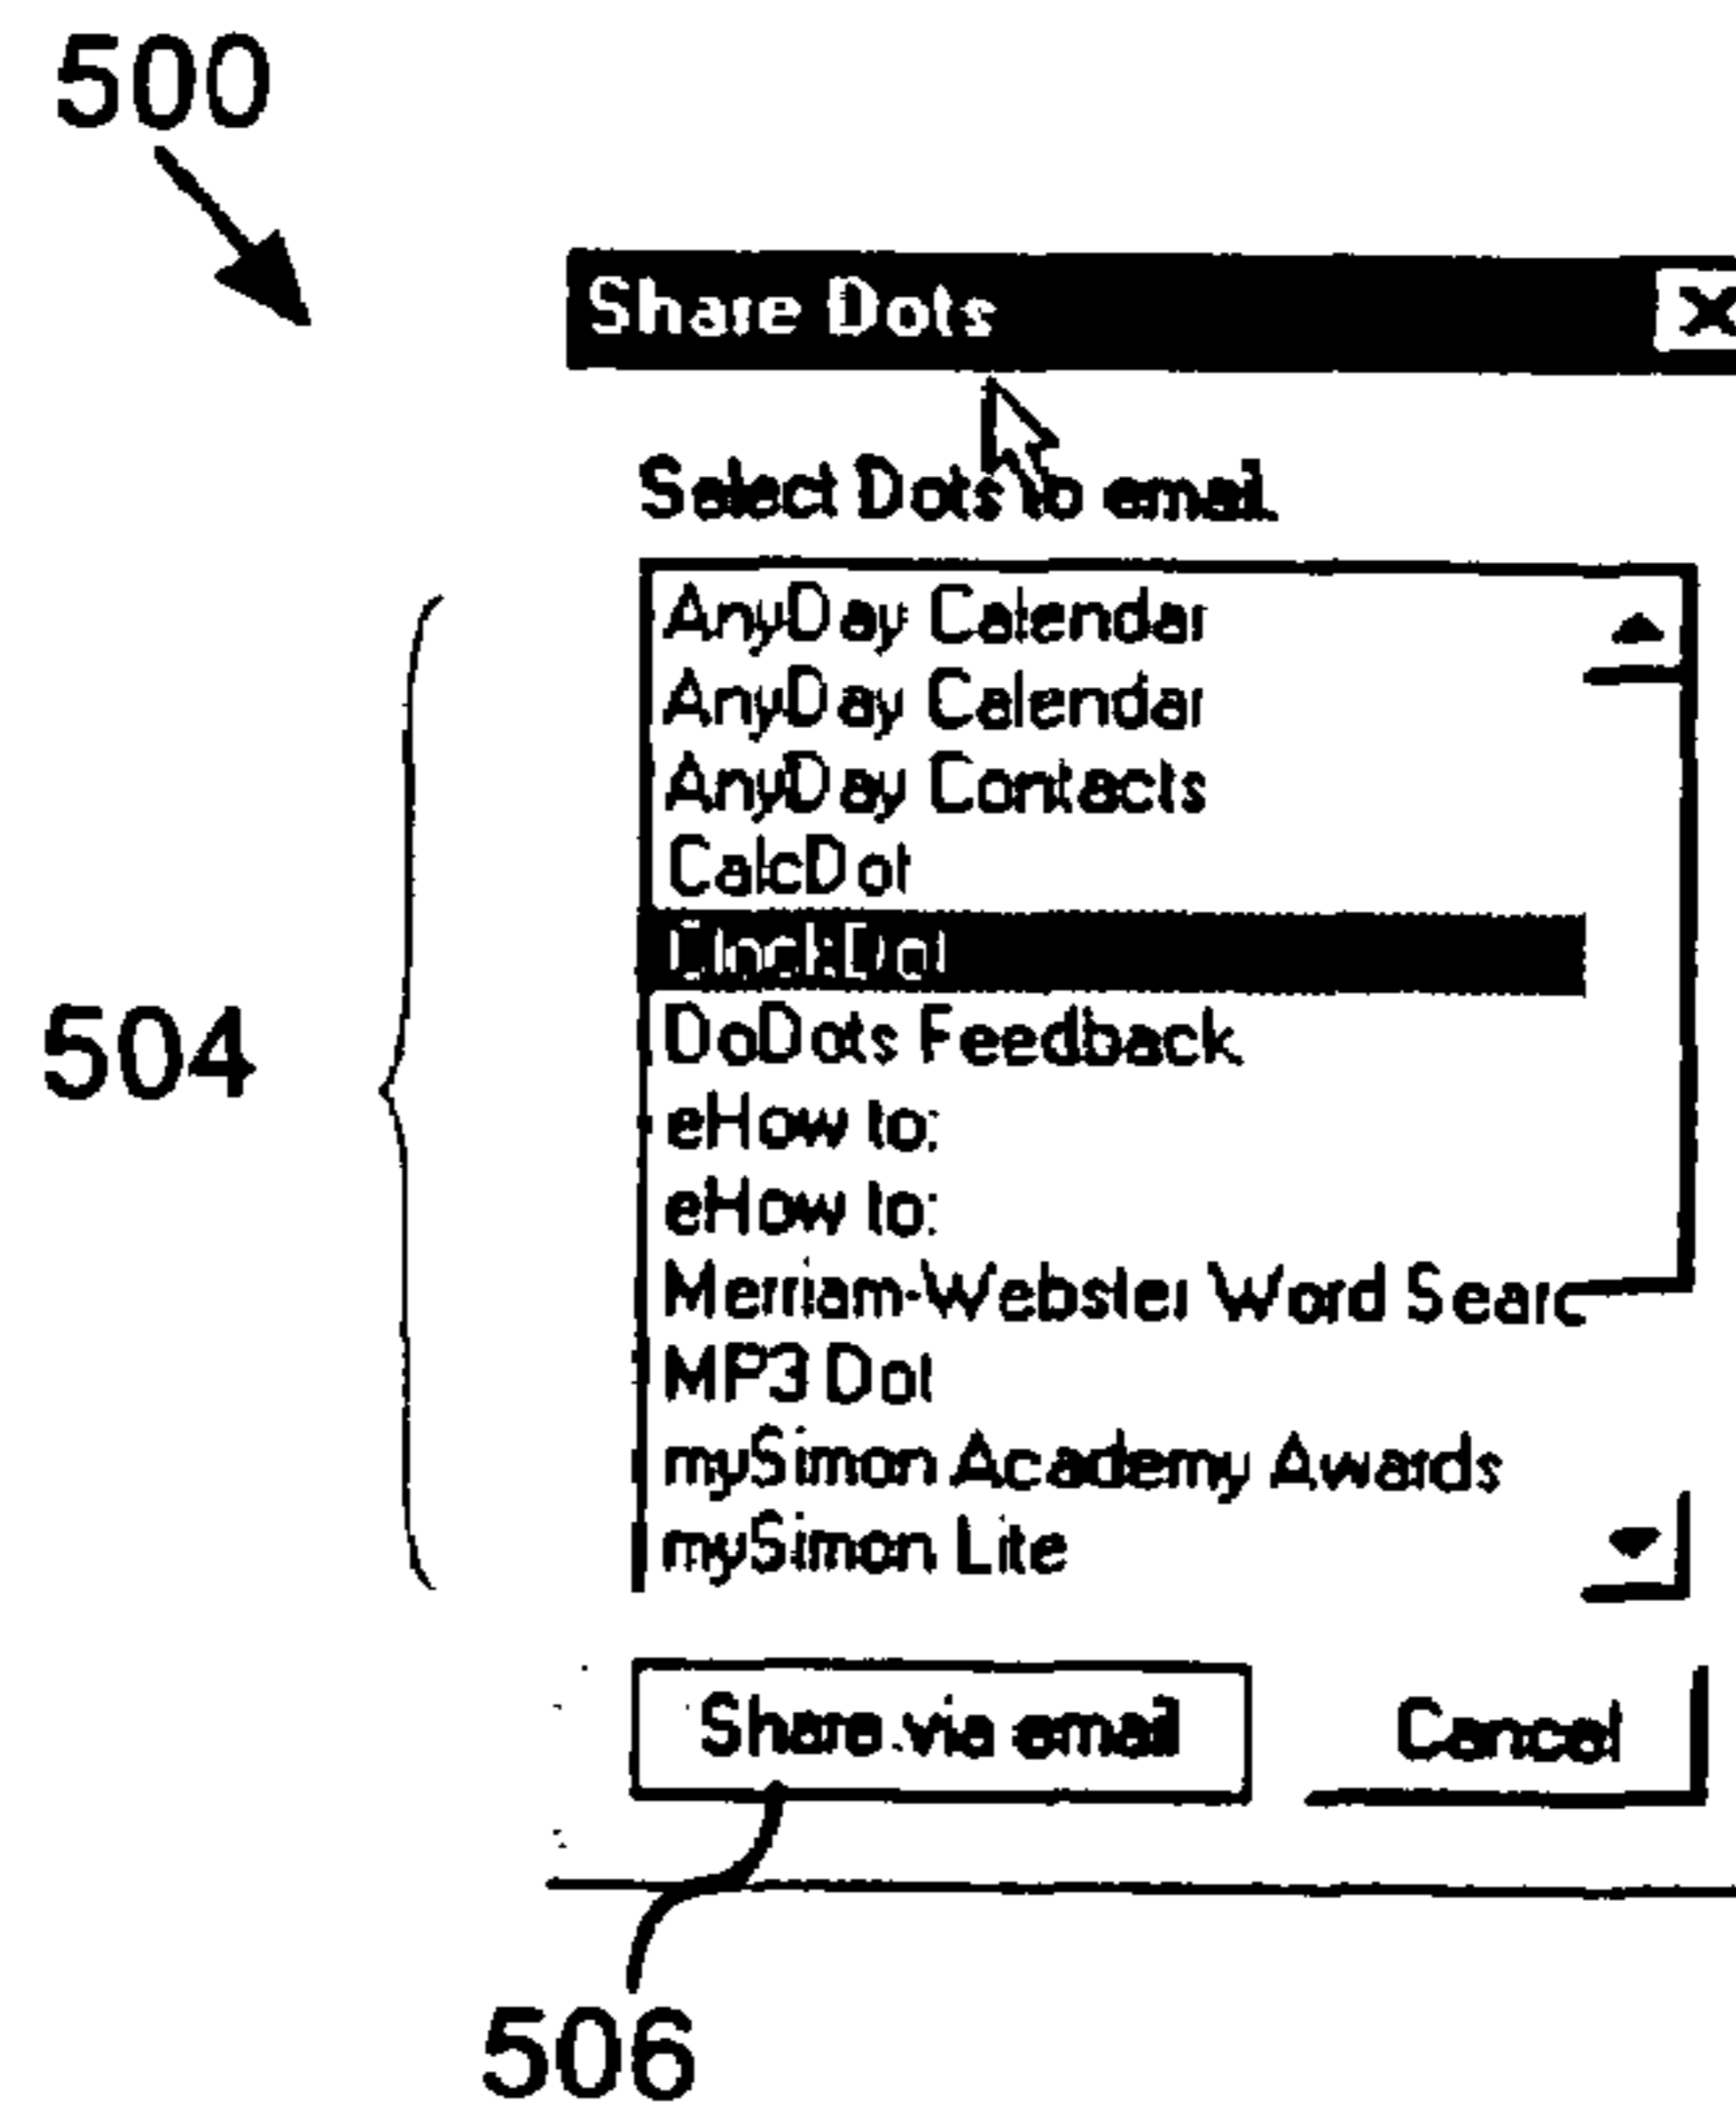 500
Share Dots
Select Dots to email.
AnyDay Calendar
AnyDay Calendar
AnyDay Contacts
CalcDot
ClockDot
504
DoDots Feedback
eHow to:
eHow to:
Merriam-Webster Word Searc
MP3 Dot
mySimon Academy Awards
mySimon Lite
Share via email
Cancel
506